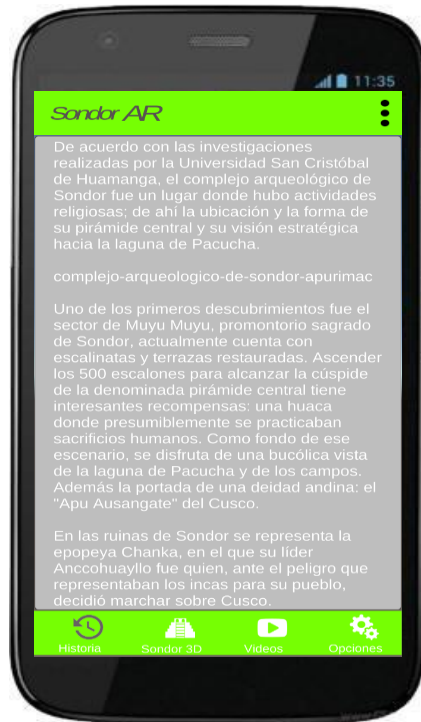 11:35
Sondor AR
De acuerdo con las investigaciones
realizadas por la Universidad San Cristóbal
de Huamanga, el complejo arqueológico de
Sondor fue un lugar donde hubo actividades
religiosas; de ahí la ubicación y la forma de
su pirámide central y su visión estratégica
hacia la laguna de Pacucha.
complejo-arqueologico-de-sondor-apurimac
Uno de los primeros descubrimientos fue el
sector de Muyu Muyu, promontorio sagrado
de Sondor, actualmente cuenta con
escalinatas y terrazas restauradas. Ascender
los 500 escalones para alcanzar la cúspide
de la denominada pirámide central tiene
interesantes recompensas: una huaca
donde presumiblemente se practicaban
sacrificios humanos. Como fondo de ese
escenario, se disfruta de una bucólica vista
de la laguna de Pacucha y de los campos.
Además la portada de una deidad andina: el
"Apu Ausangate" del Cusco.
En las ruinas de Sondor se representa la
epopeya Chanka, en el que su líder
Anccohuayllo fue quien, ante el peligro que
representaban los incas para su pueblo,
decidió marchar sobre Cusco.
Historia Sondor 3D Videos Opciones